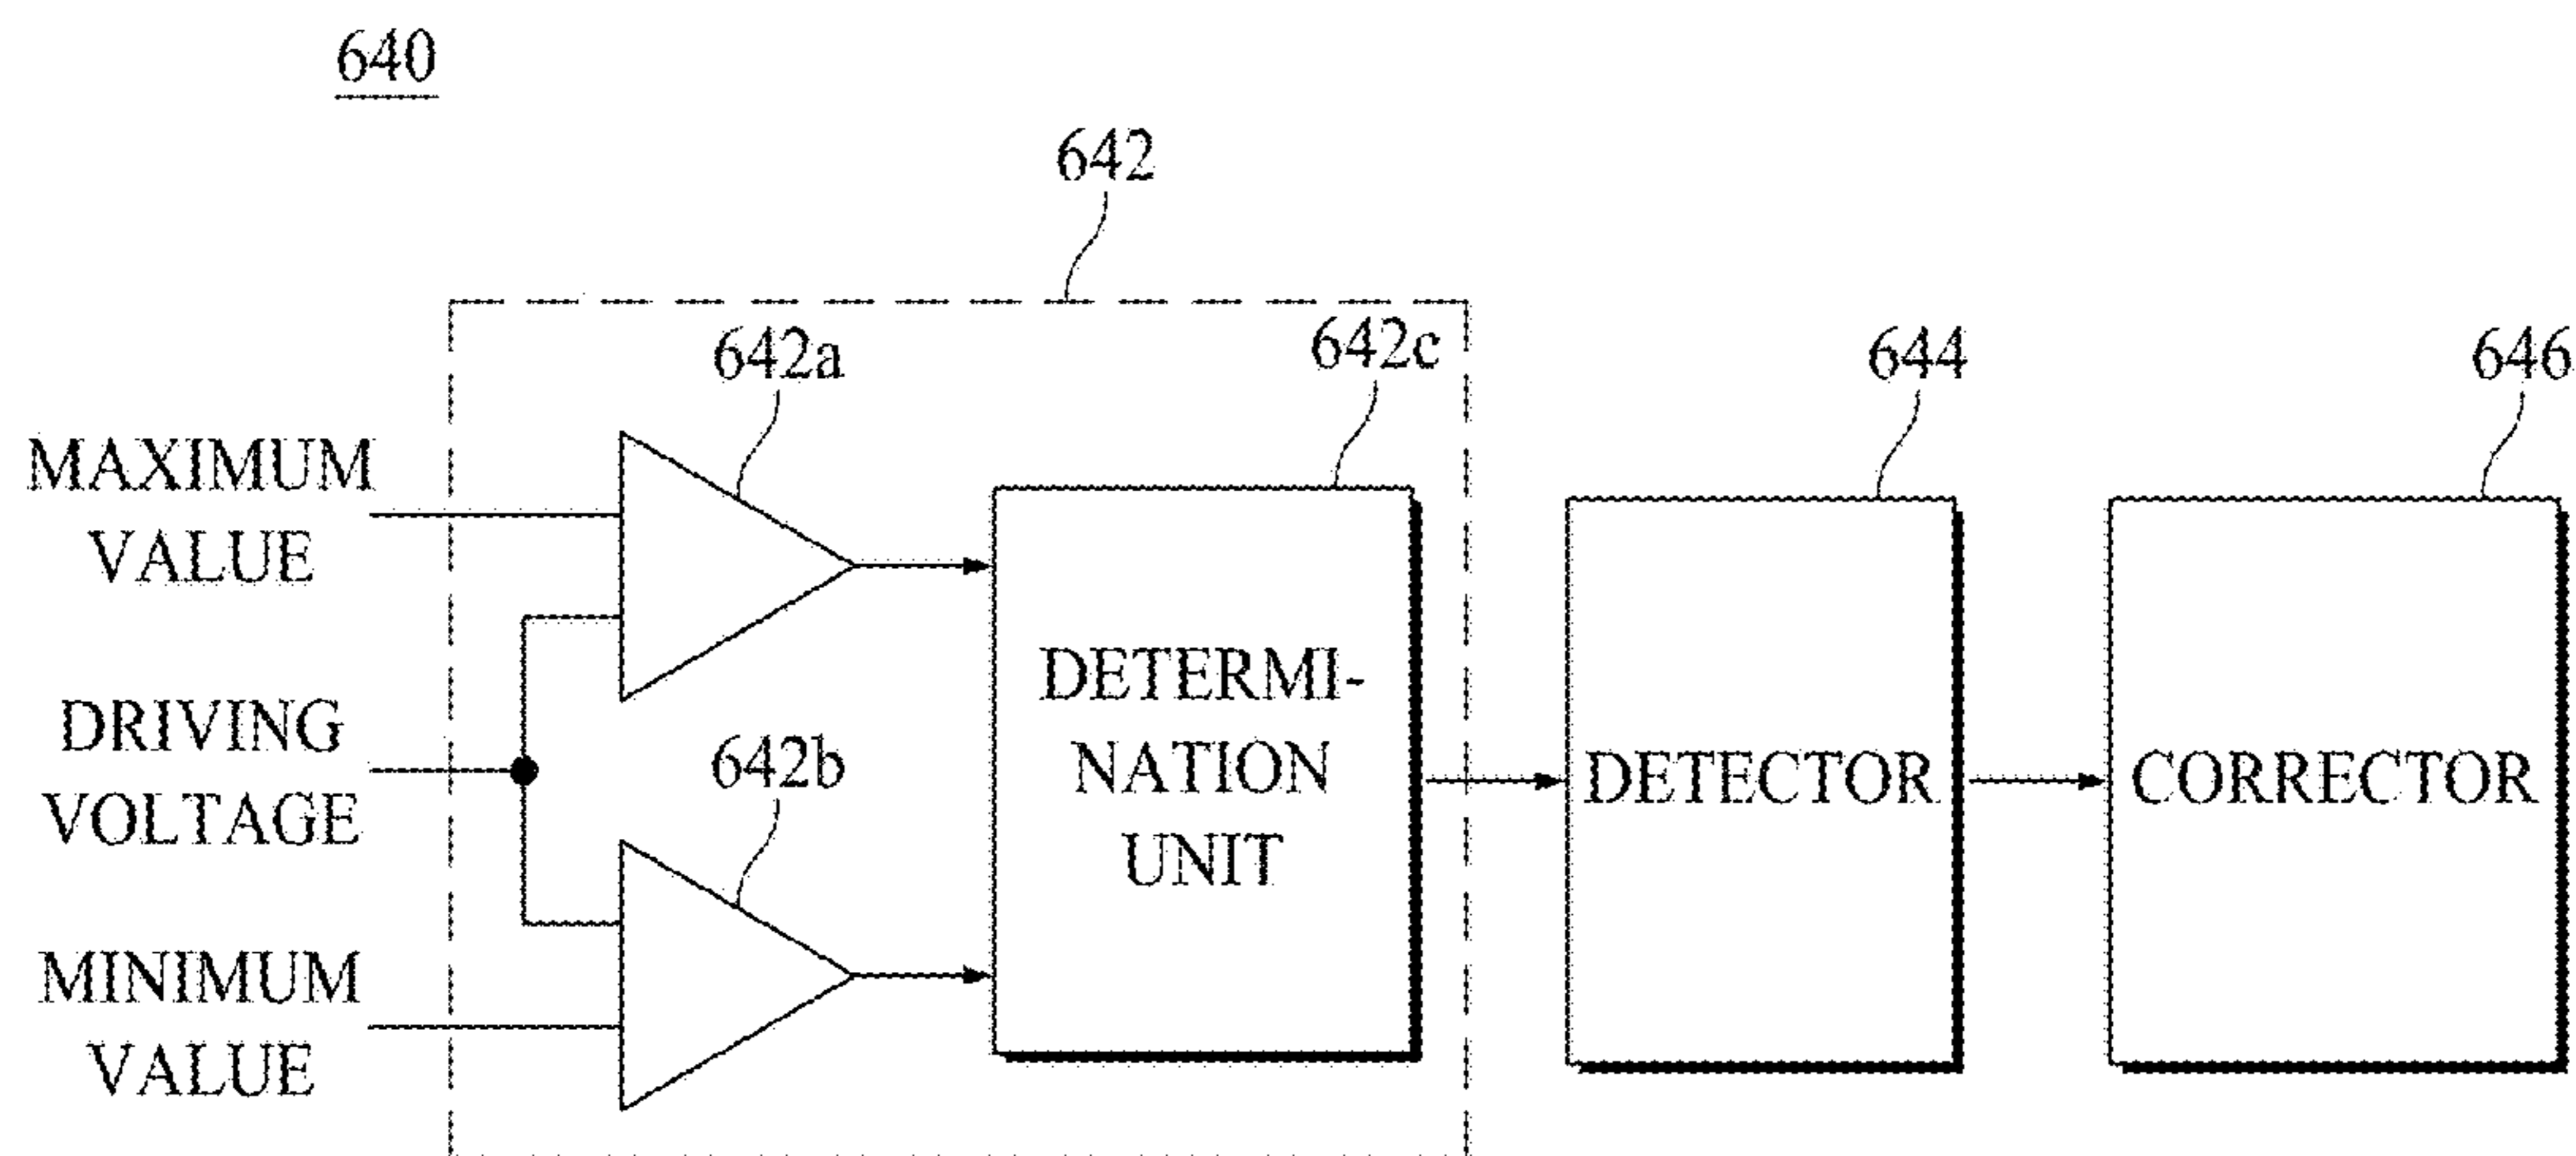 640
642
642a
642c
644
646
MAXIMUM
VALUE
DRIVING
VOLTAGE
642b
MINIMUM
VALUE
DETERMI-
NATION
UNIT
DETECTOR
CORRECTOR